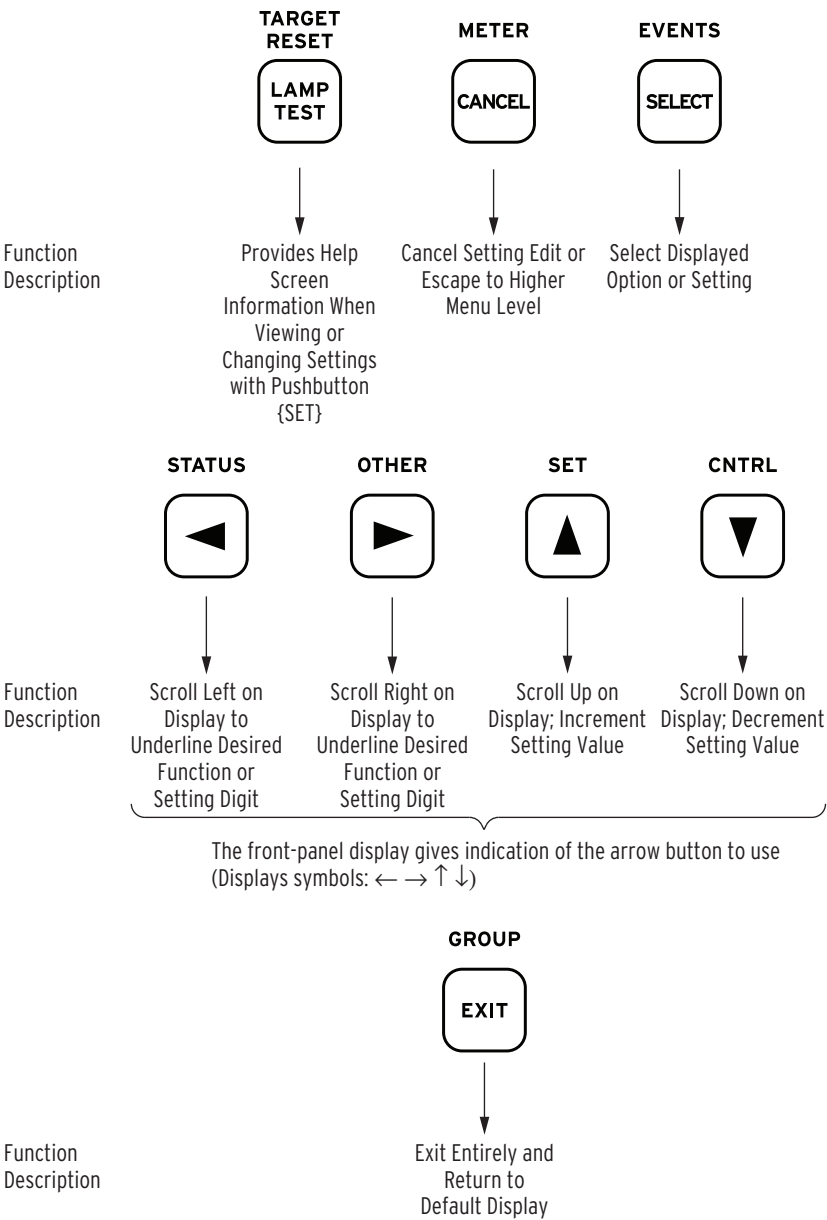 TARGET
RESET
METER
EVENTS
LAMP
TEST
CANCEL
SELECT
Function
Description
Provides Help
Screen
Information When
Viewing or
Changing Settings
with Pushbutton
{SET}
Cancel Setting Edit or
Escape to Higher
Menu Level
Select Displayed
Option or Setting
STATUS
OTHER
SET
CNTRL
Function
Description
Scroll Left on
Display to
Underline Desired
Function or
Setting Digit
Scroll Right on
Display to
Underline Desired
Function or
Setting Digit
Scroll Up on
Display; Increment
Setting Value
Scroll Down on
Display; Decrement
Setting Value
The front-panel display gives indication of the arrow button to use
(Displays symbols: ← → ↑ ↓)
GROUP
EXIT
Function
Description
Exit Entirely and
Return to
Default Display